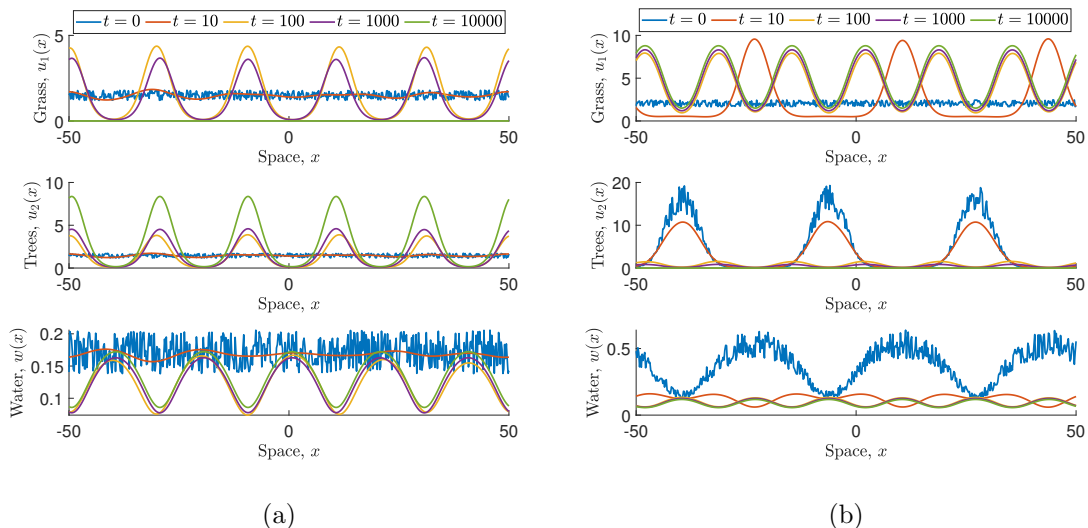 t = 0 t = 10 t = 100 t = 1000 t = 10000
Grass, u₁(x)
5
0
-50 0 50
Space, x
Trees, u₂(x)
10
5
0
-50 0 50
Space, x
Water, w(x)
0.2
0.15
0.1
-50 0 50
Space, x
(a)
t = 0 t = 10 t = 100 t = 1000 t = 10000
Grass, u₁(x)
10
5
0
-50 0 50
Space, x
Trees, u₂(x)
20
10
0
-50 0 50
Space, x
Water, w(x)
0.5
0
-50 0 50
Space, x
(b)